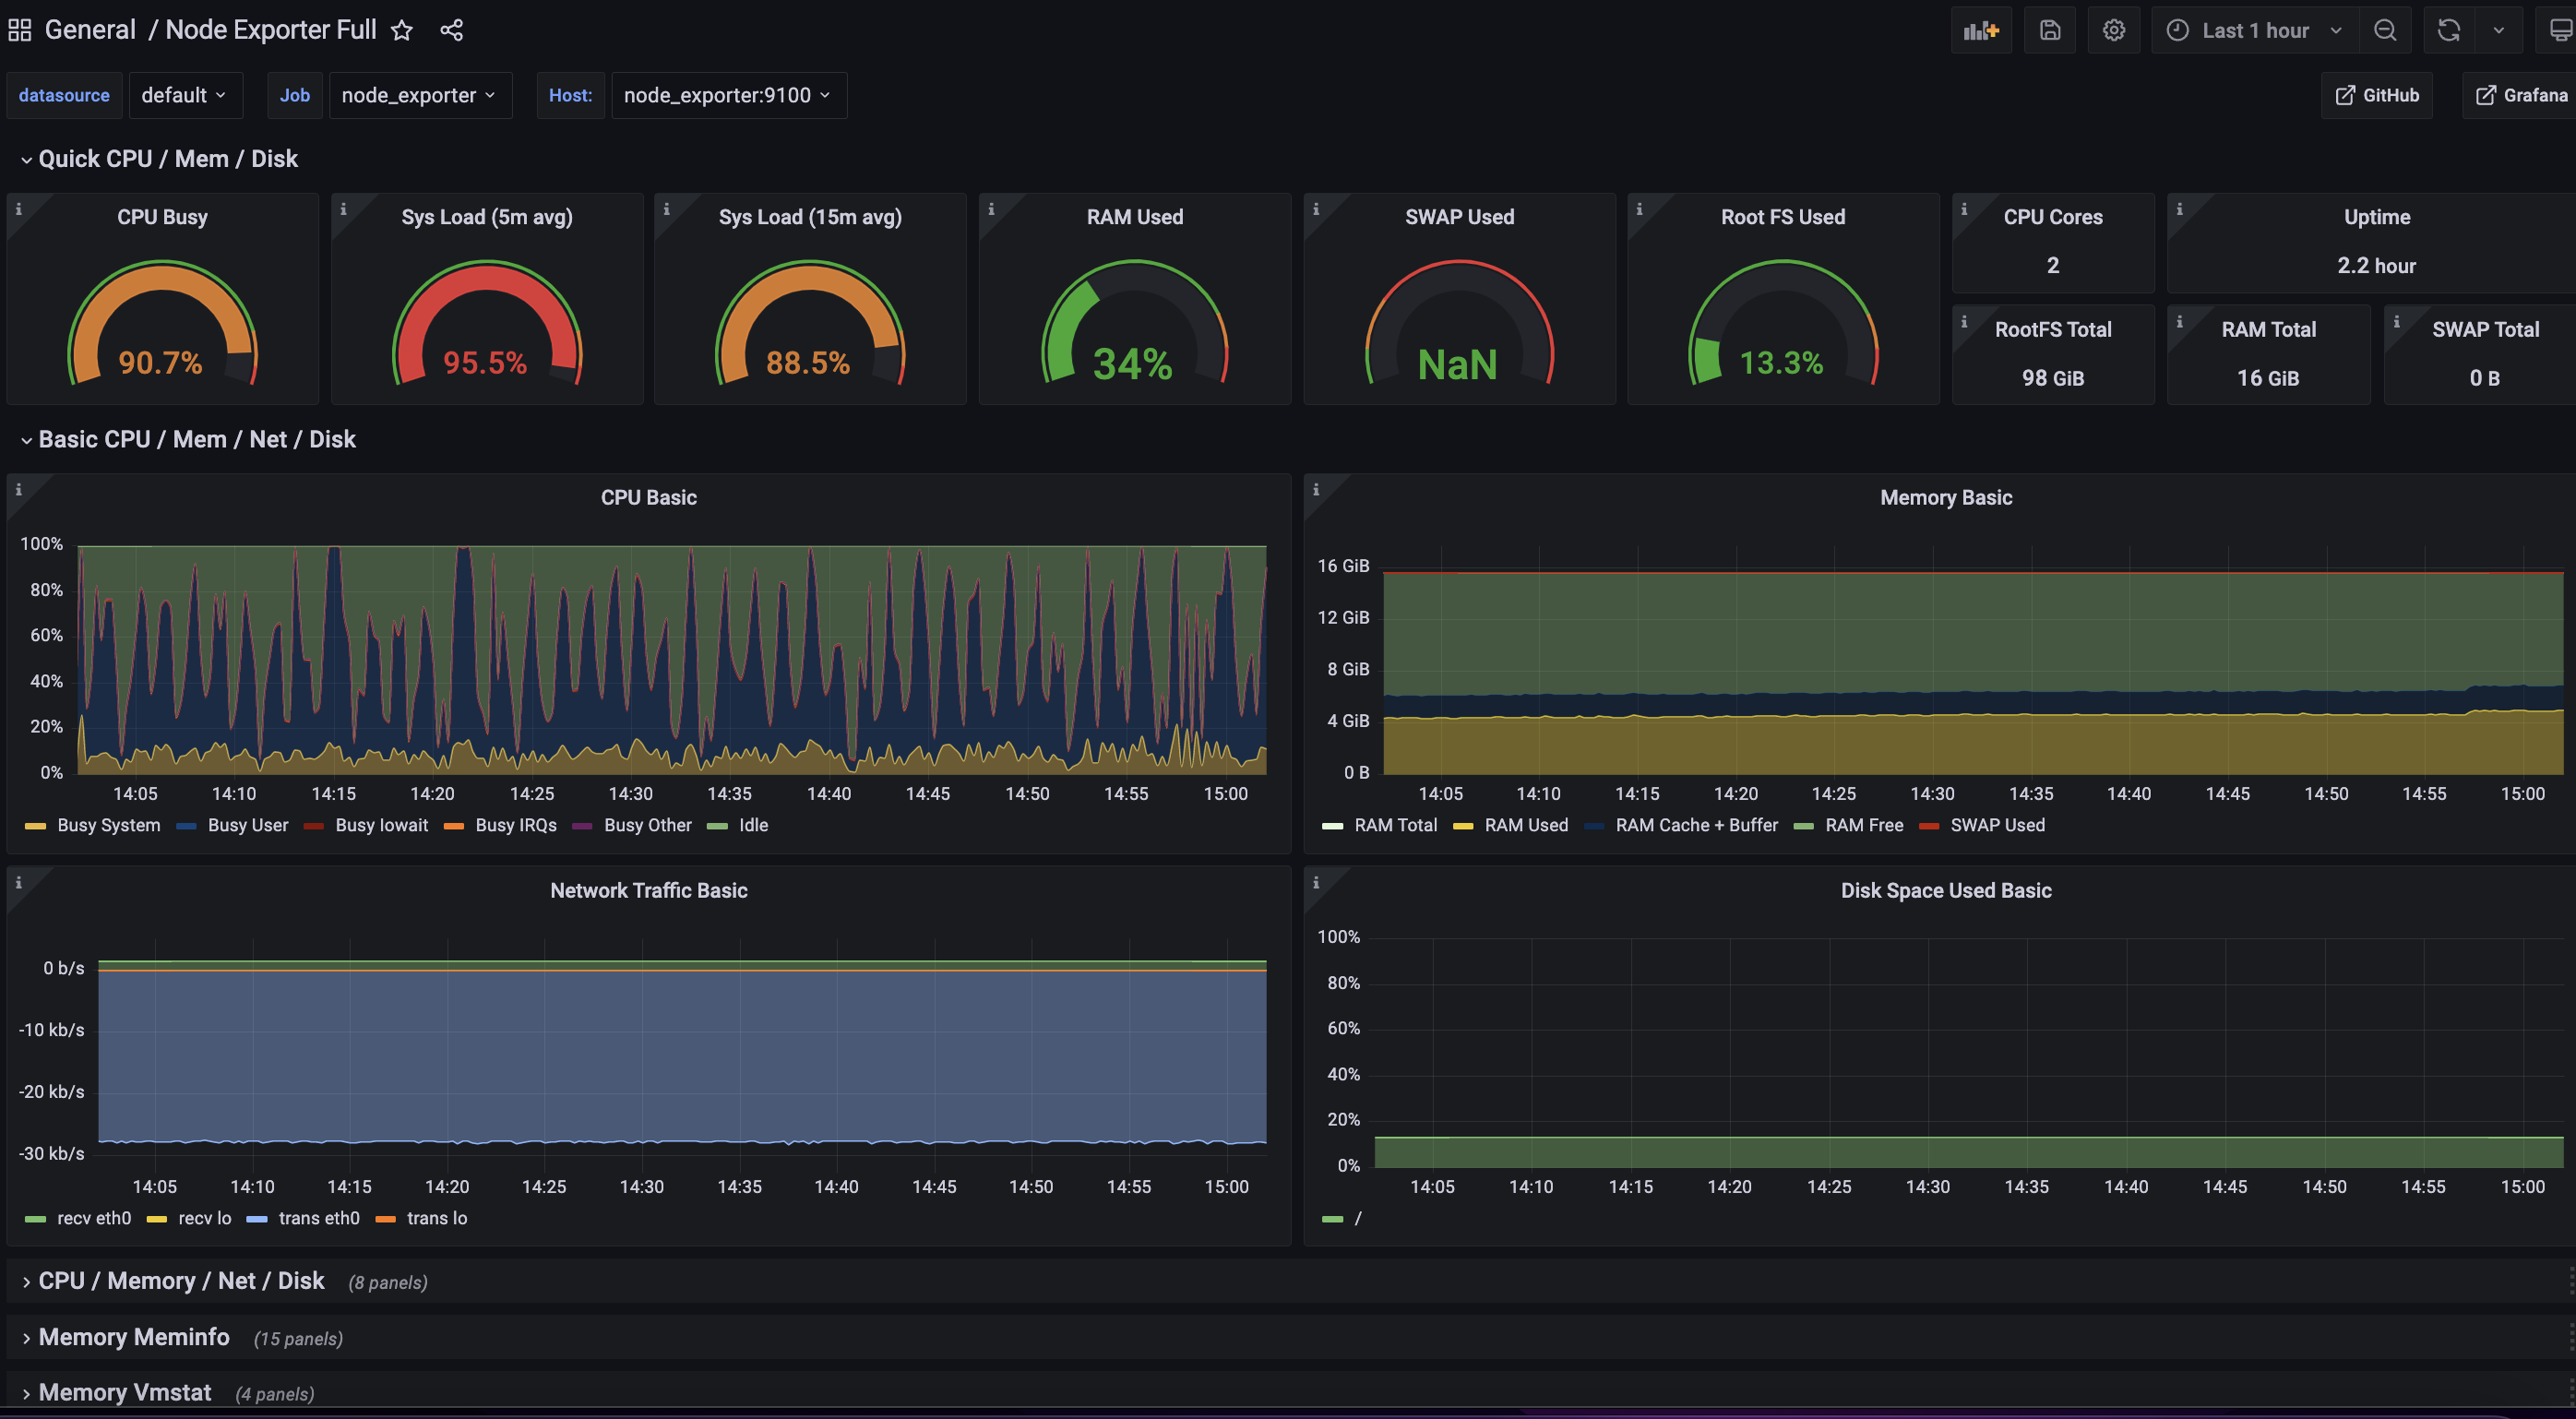 General / Node Exporter Full
Last 1 hour
datasource default Job node_exporter Host: node_exporter:9100 GitHub Grafana
Quick CPU / Mem / Disk
CPU Busy
90.7%
Sys Load (5m avg)
95.5%
Sys Load (15m avg)
88.5%
RAM Used
34%
SWAP Used
NaN
Root FS Used
13.3%
CPU Cores
2
Uptime
2.2 hour
RootFS Total
98 GiB
RAM Total
16 GiB
SWAP Total
0 B
Basic CPU / Mem / Net / Disk
CPU Basic
100%
80%
60%
40%
20%
0%
14:05 14:10 14:15 14:20 14:25 14:30 14:35 14:40 14:45 14:50 14:55 15:00
Busy System Busy User Busy Iowait Busy IRQs Busy Other Idle
Memory Basic
16 GiB
12 GiB
8 GiB
4 GiB
0 B
14:05 14:10 14:15 14:20 14:25 14:30 14:35 14:40 14:45 14:50 14:55 15:00
RAM Total RAM Used RAM Cache + Buffer RAM Free SWAP Used
Network Traffic Basic
0 b/s
-10 kb/s
-20 kb/s
-30 kb/s
14:05 14:10 14:15 14:20 14:25 14:30 14:35 14:40 14:45 14:50 14:55 15:00
recv eth0 recv lo trans eth0 trans lo
Disk Space Used Basic
100%
80%
60%
40%
20%
0%
14:05 14:10 14:15 14:20 14:25 14:30 14:35 14:40 14:45 14:50 14:55 15:00
/
CPU / Memory / Net / Disk (8 panels)
Memory Meminfo (15 panels)
Memory Vmstat (4 panels)